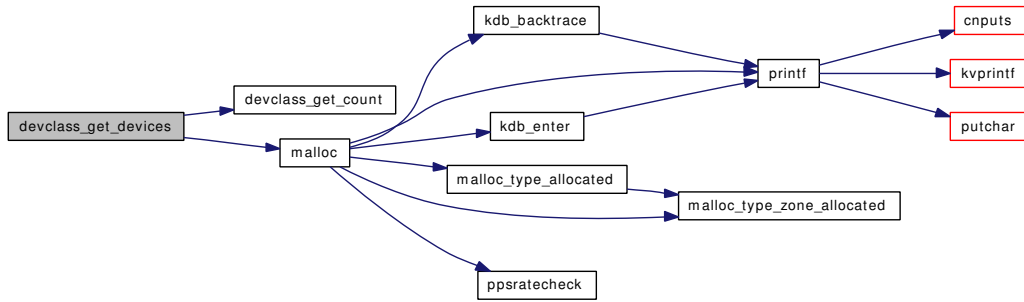 devclass_get_devices
devclass_get_count
malloc
kdb_backtrace
kdb_enter
malloc_type_allocated
ppsratecheck
printf
malloc_type_zone_allocated
cnputs
kvprintf
putchar